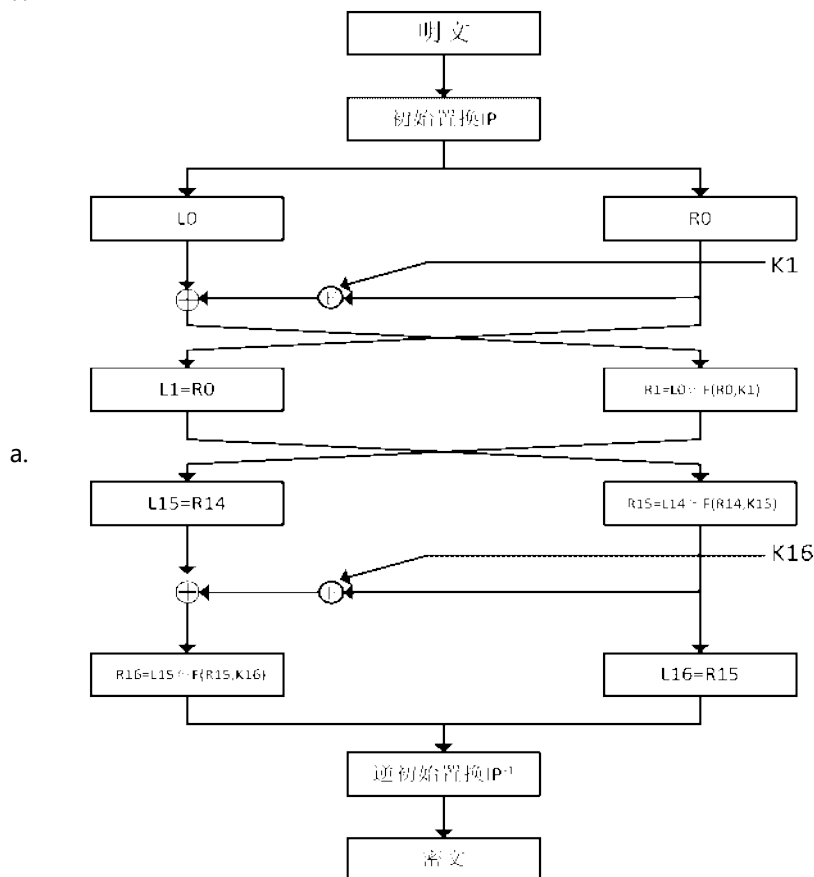 明文
初始置换IP
L0
R0
K1
F
L1=R0
R1=L0⊕F(R0,K1)
a.
L15=R14
R15=L14⊕F(R14,K15)
K16
F
R16=L15⊕F(R15,K16)
L16=R15
逆初始置换IP-1
密文